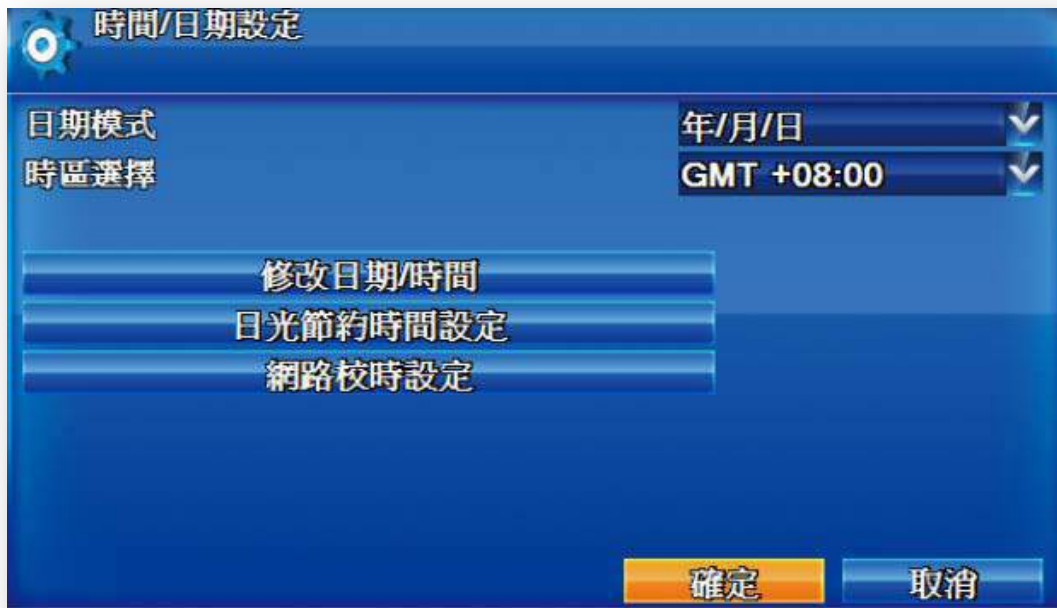 時間/日期設定
日期模式 年/月/日
時區選擇 GMT +08:00
修改日期/時間
日光節約時間設定
網路校時設定
確定 取消